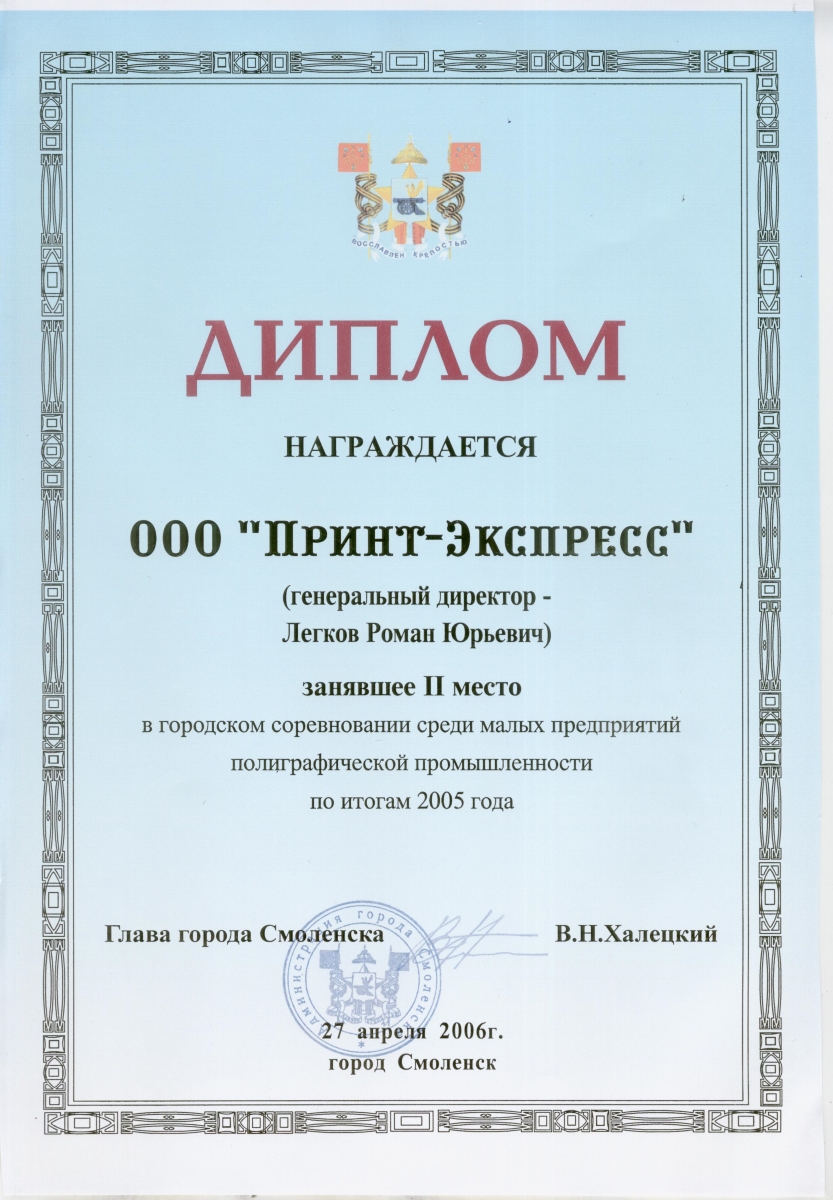 ВОССЛАВЛЕН КРЕПОСТЬЮ
ДИПЛОМ
НАГРАЖДАЕТСЯ
ООО "ПРИНТ-ЭКСПРЕСС"
(генеральный директор -
Легков Роман Юрьевич)
занявшее II место
в городском соревновании среди малых предприятий
полиграфической промышленности
по итогам 2005 года
Глава города Смоленска В.Н.Халецкий
Администрация города Смоленска *
27 апреля 2006г.
город Смоленск